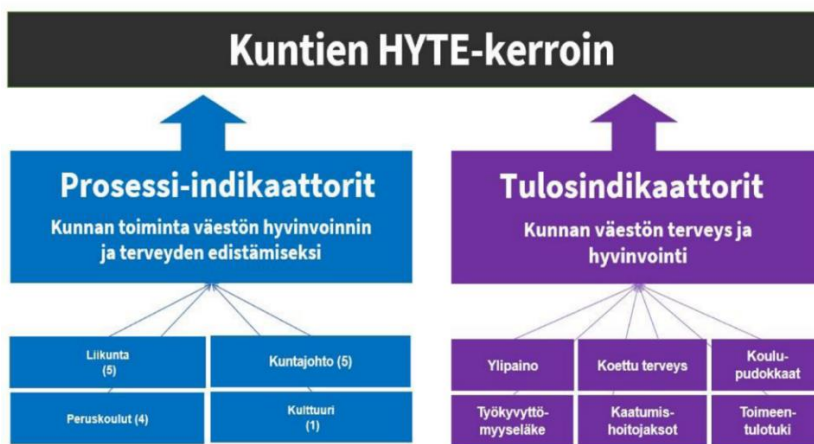 Kuntien HYTE-kerroin
Prosessi-indikaattorit
Kunnan toiminta väestön hyvinvoinnin
ja terveyden edistämiseksi
Tulosindikaattorit
Kunnan väestön terveys ja
hyvinvointi
Liikunta
(5)
Kuntajohto (5)
Peruskoulut (4)
Kulttuuri
(1)
Ylipaino
Koettu terveys
Koulu-
pudokkaat
Työkyvyttö-
myyseläke
Kaatumis-
hoitojaksot
Toimeen-
tulotuki